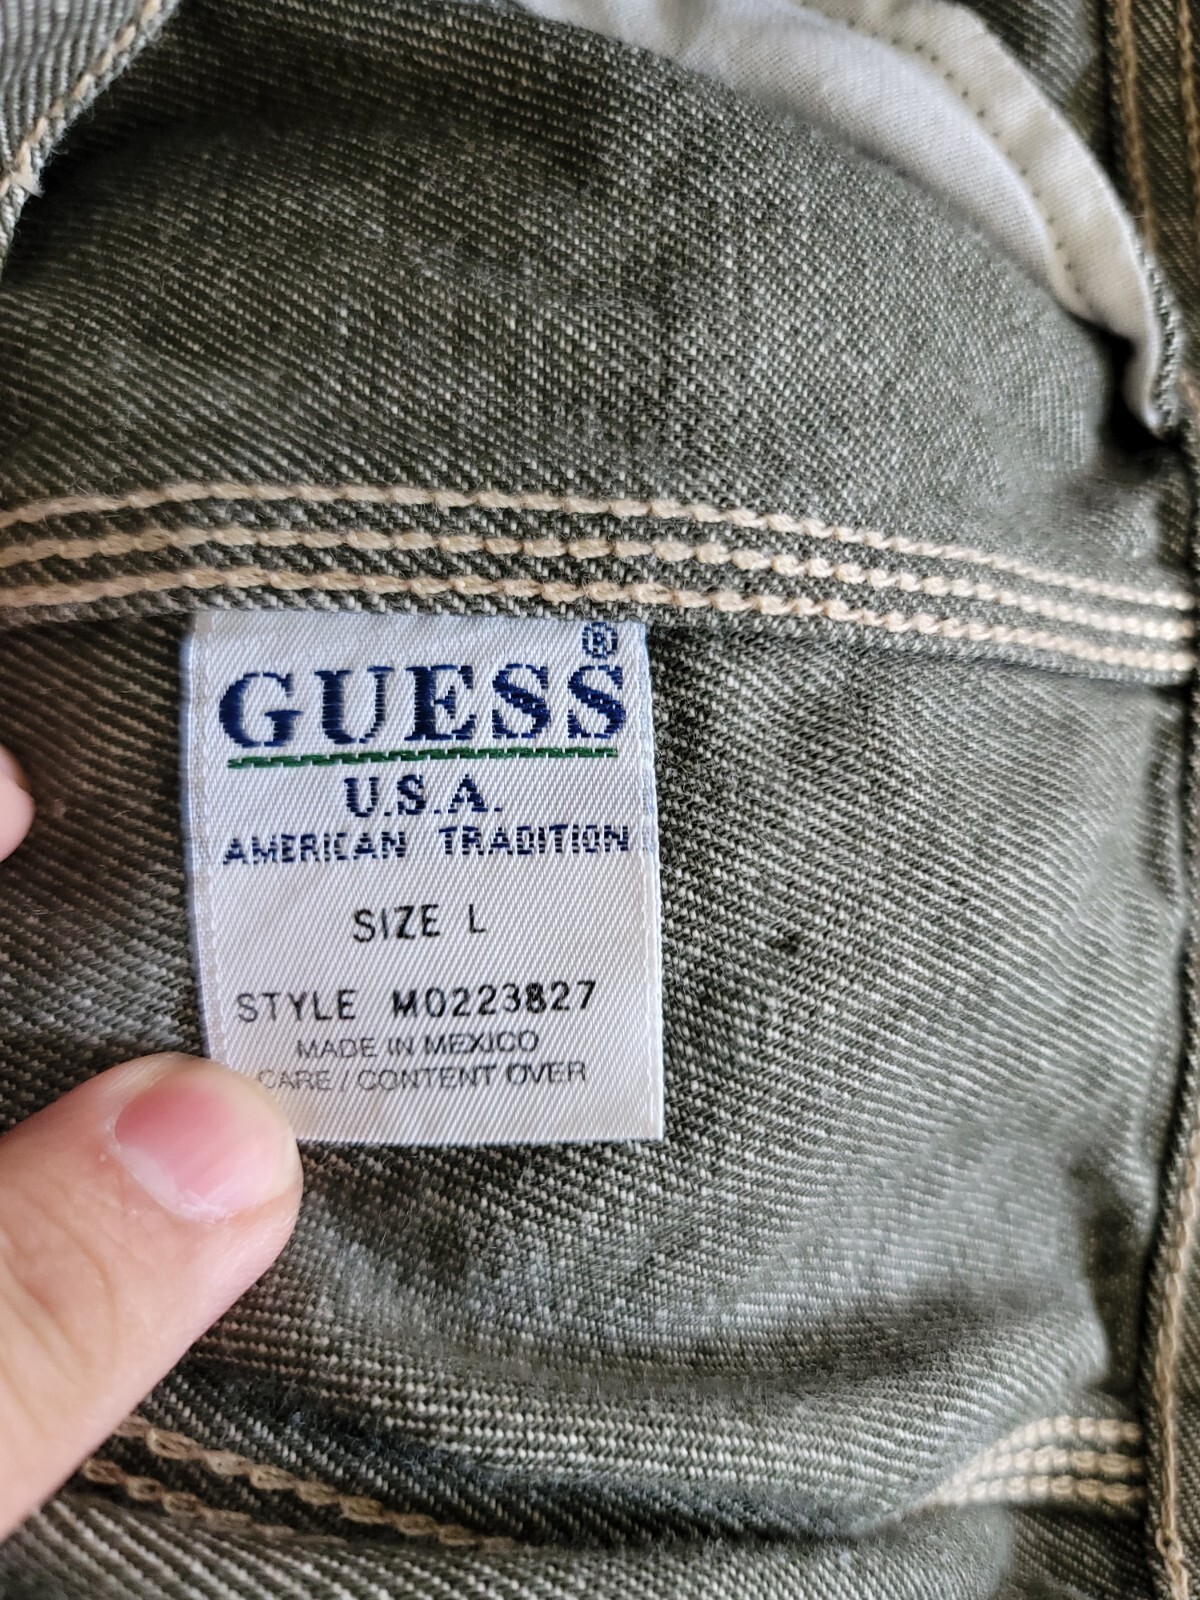 GUESS®
U.S.A.
AMERICAN TRADITION
SIZE L
STYLE M0223827
MADE IN MEXICO
CARE / CONTENT OVER